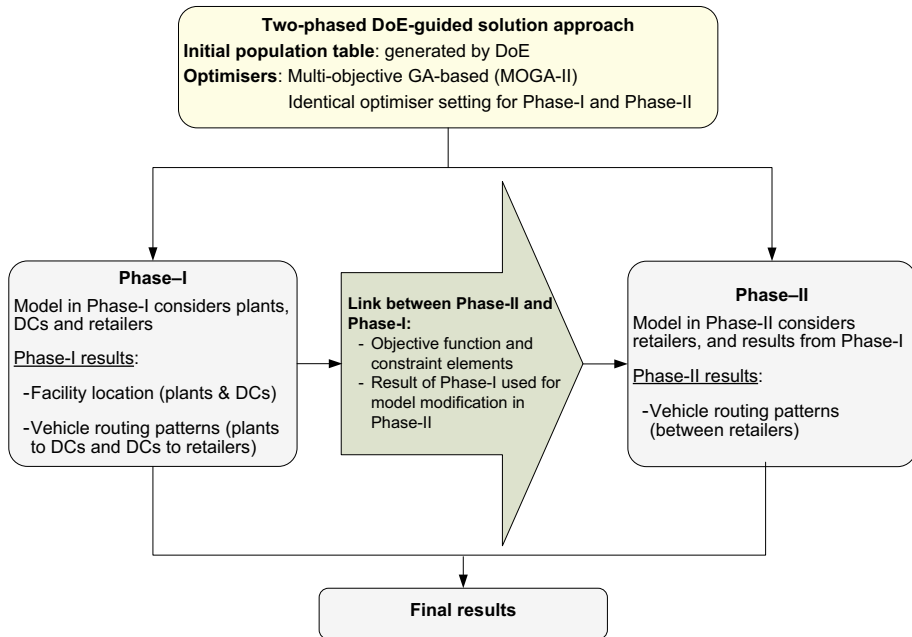 Two-phased DoE-guided solution approach
Initial population table: generated by DoE
Optimisers: Multi-objective GA-based (MOGA-II)
Identical optimiser setting for Phase-I and Phase-II
Phase–I
Model in Phase-I considers plants,
DCs and retailers
Phase-I results:
-Facility location (plants & DCs)
-Vehicle routing patterns (plants
to DCs and DCs to retailers)
Link between Phase-II and
Phase-I:
- Objective function and
constraint elements
- Result of Phase-I used for
model modification in
Phase-II
Phase–II
Model in Phase-II considers
retailers, and results from Phase-I
Phase-II results:
- Vehicle routing patterns
(between retailers)
Final results